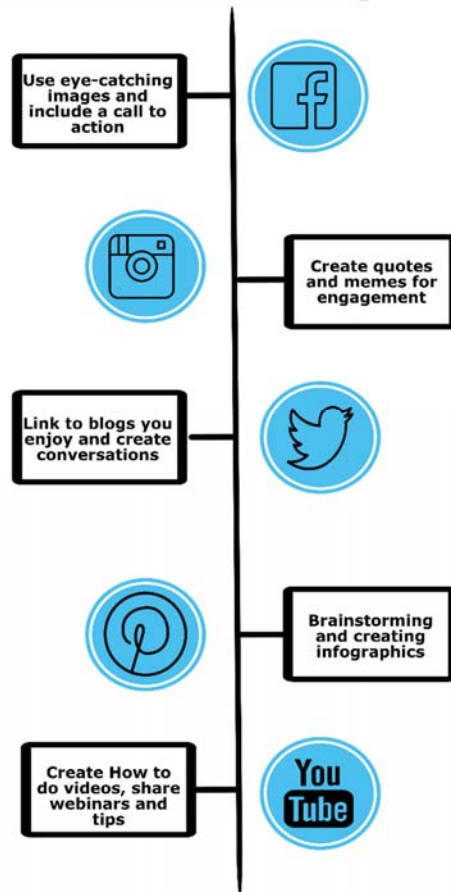 Use eye-catching
images and
include a call to
action
Create quotes
and memes for
engagement
Link to blogs you
enjoy and create
conversations
Brainstorming
and creating
infographics
Create How to
do videos, share
webinars and
tips
You
Tube